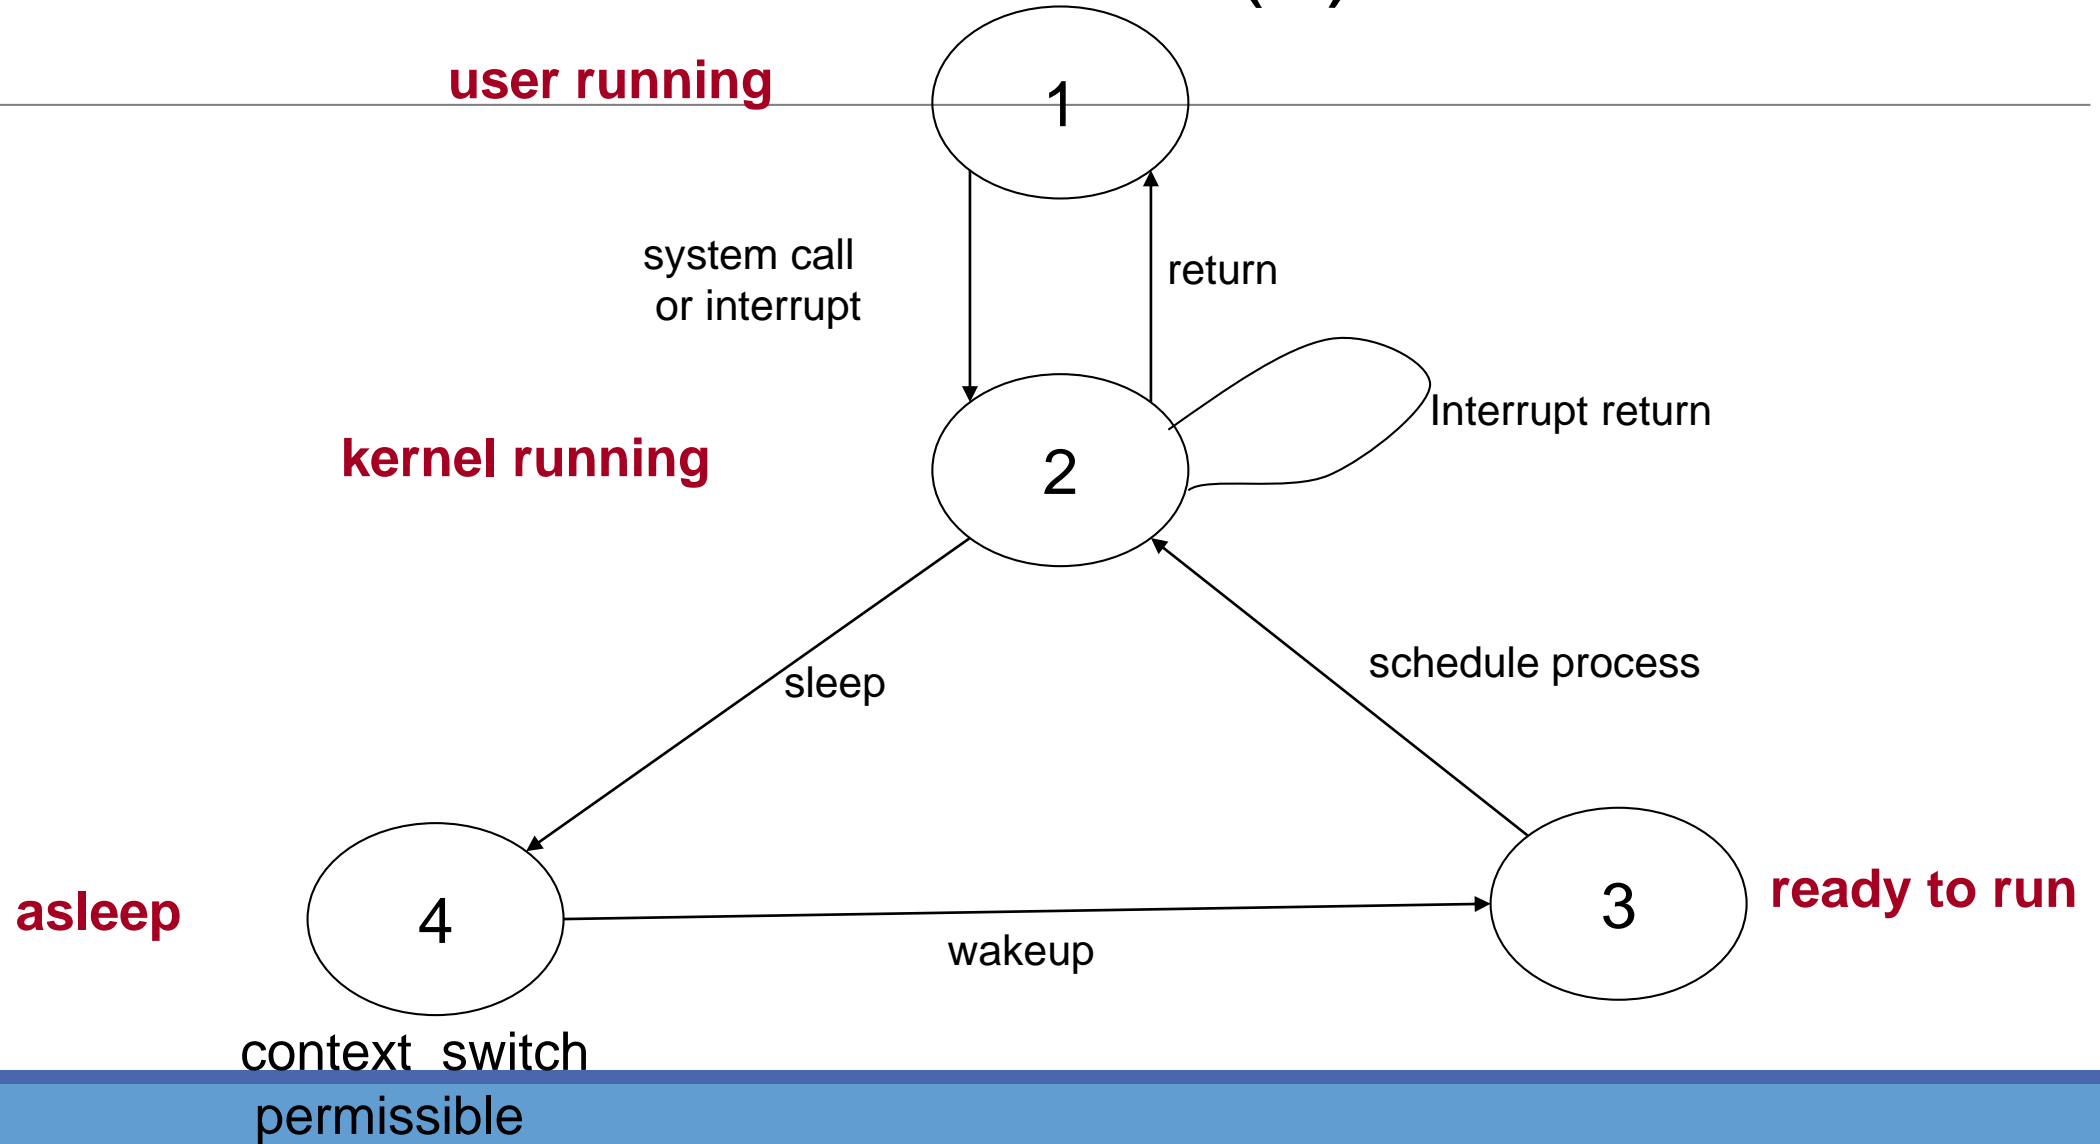 user running
1
system call
or interrupt
return
Interrupt return
kernel running
2
sleep
schedule process
asleep
4
wakeup
3
ready to run
context switch
permissible